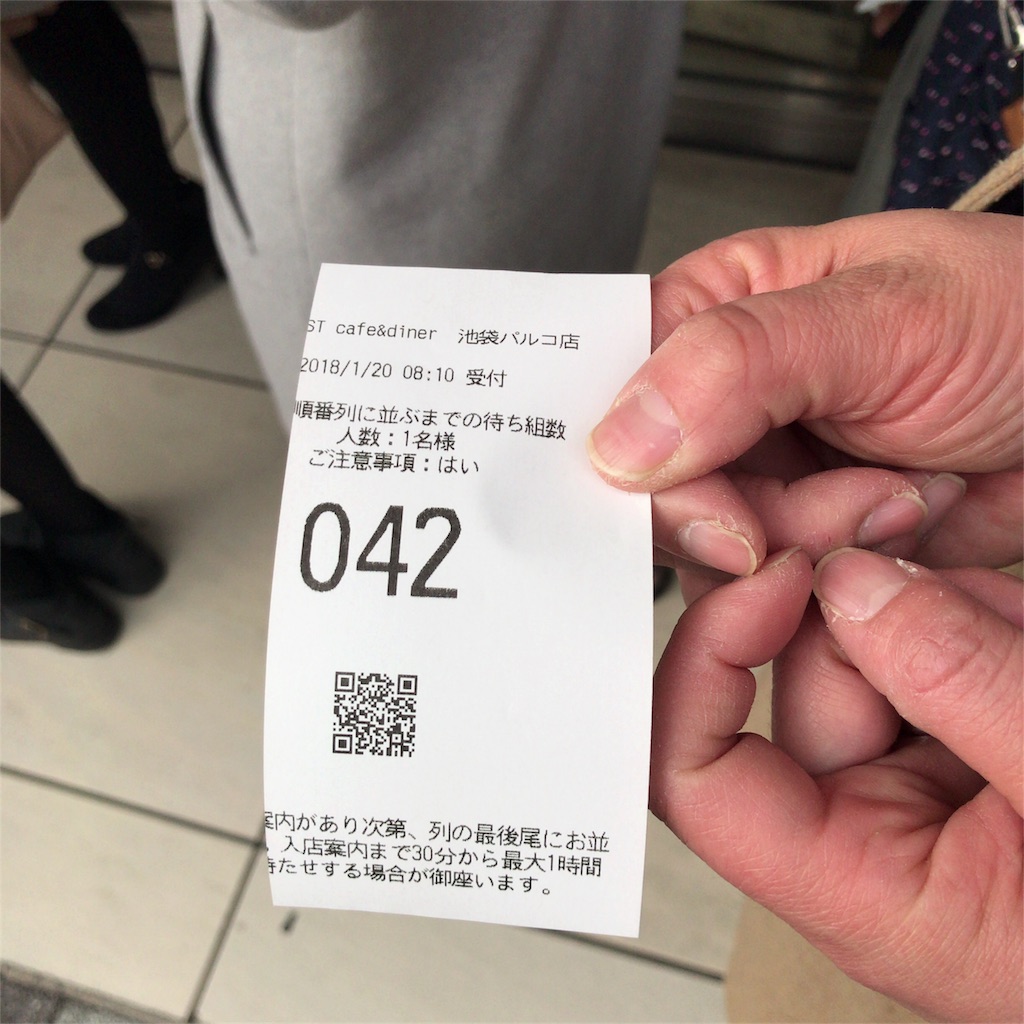 ST cafe&diner 池袋パルコ店
2018/1/20 08:10 受付
順番列に並ぶまでの待ち組数
人数：1名様
ご注意事項：はい
042
案内があり次第、列の最後尾にお並
入店案内まで30分から最大1時間
待たせする場合が御座います。